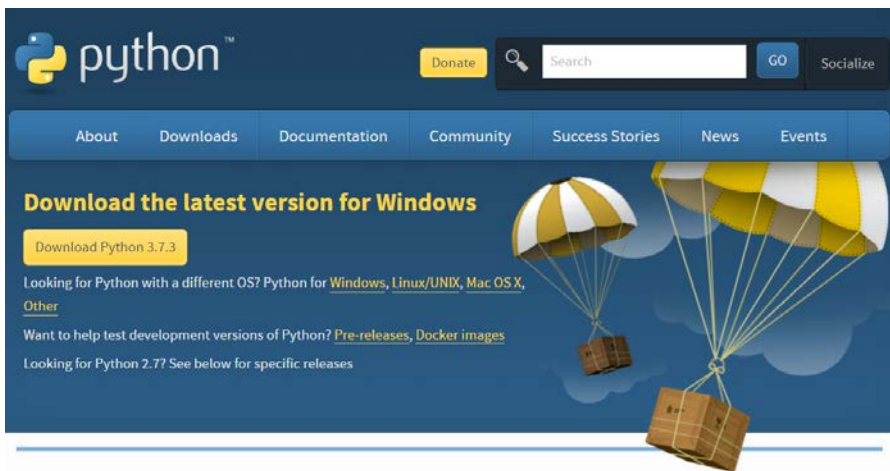 python™
Donate
Search
GO
Socialize
About
Downloads
Documentation
Community
Success Stories
News
Events
Download the latest version for Windows
Download Python 3.7.3
Looking for Python with a different OS? Python for Windows, Linux/UNIX, Mac OS X,
Other
Want to help test development versions of Python? Pre-releases, Docker images
Looking for Python 2.7? See below for specific releases